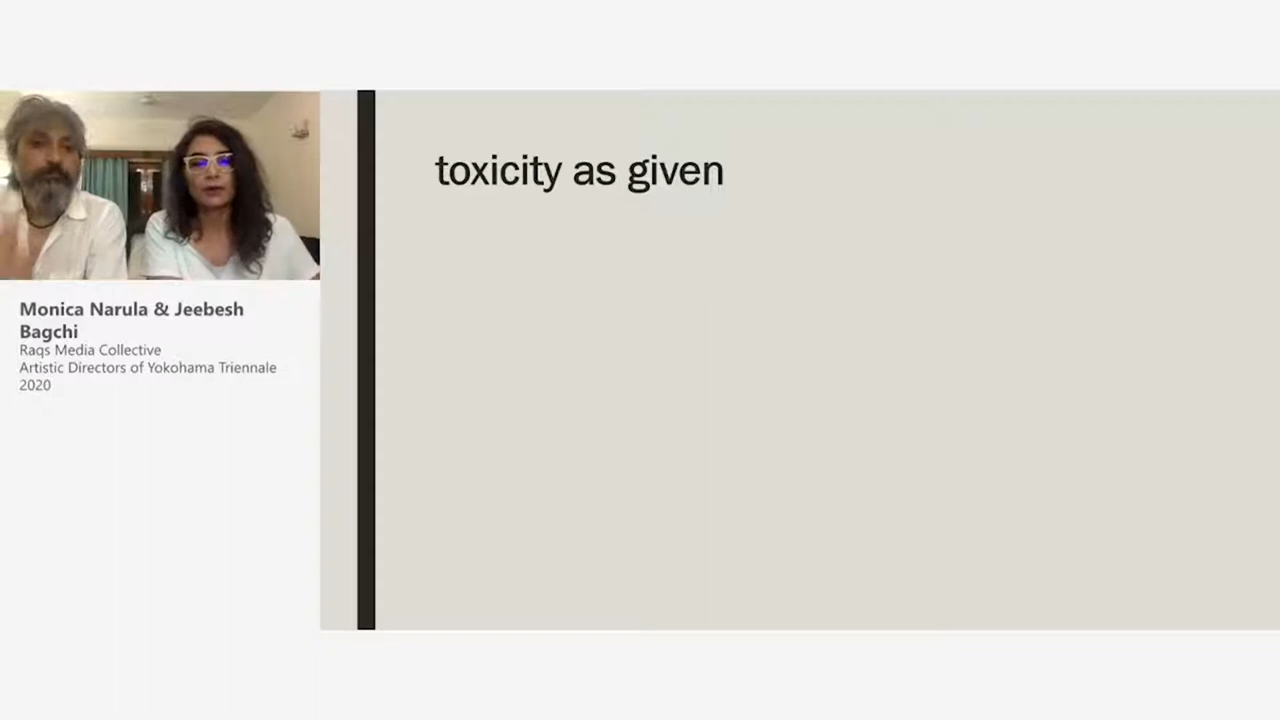 toxicity as given
Monica Narula & Jeebesh
Bagchi
Raqs Media Collective
Artistic Directors of Yokohama Triennale
2020